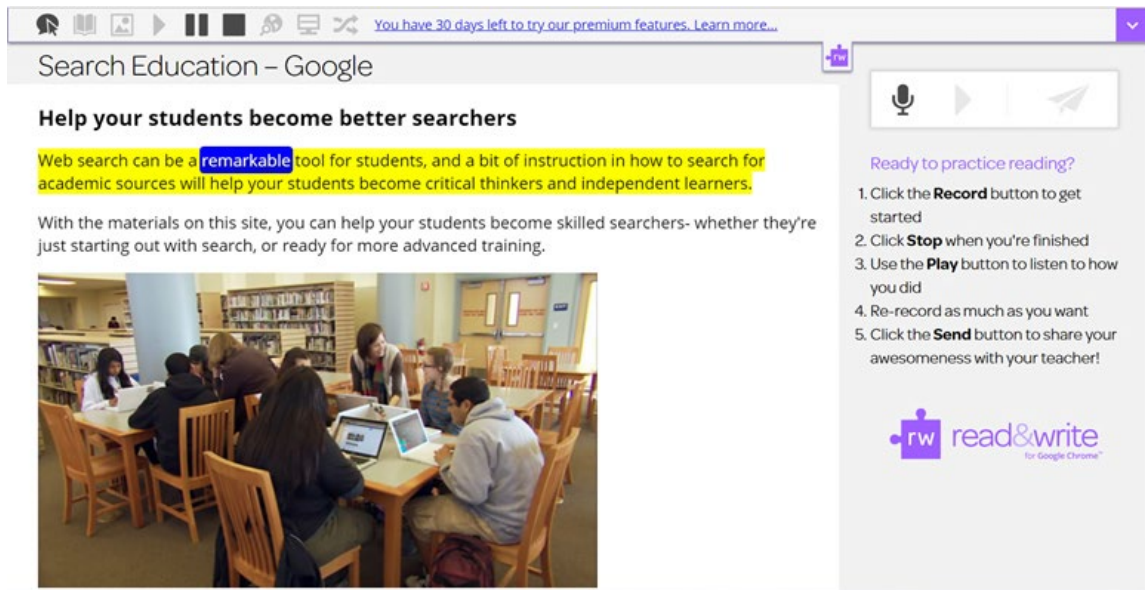 You have 30 days left to try our premium features. Learn more...
Search Education – Google
rw
Help your students become better searchers
Web search can be a remarkable tool for students, and a bit of instruction in how to search for
academic sources will help your students become critical thinkers and independent learners.
With the materials on this site, you can help your students become skilled searchers- whether they're
just starting out with search, or ready for more advanced training.
Ready to practice reading?
1. Click the Record button to get
started
2. Click Stop when you're finished
3. Use the Play button to listen to how
you did
4. Re-record as much as you want
5. Click the Send button to share your
awesomeness with your teacher!
rw read&write
for Google Chrome™